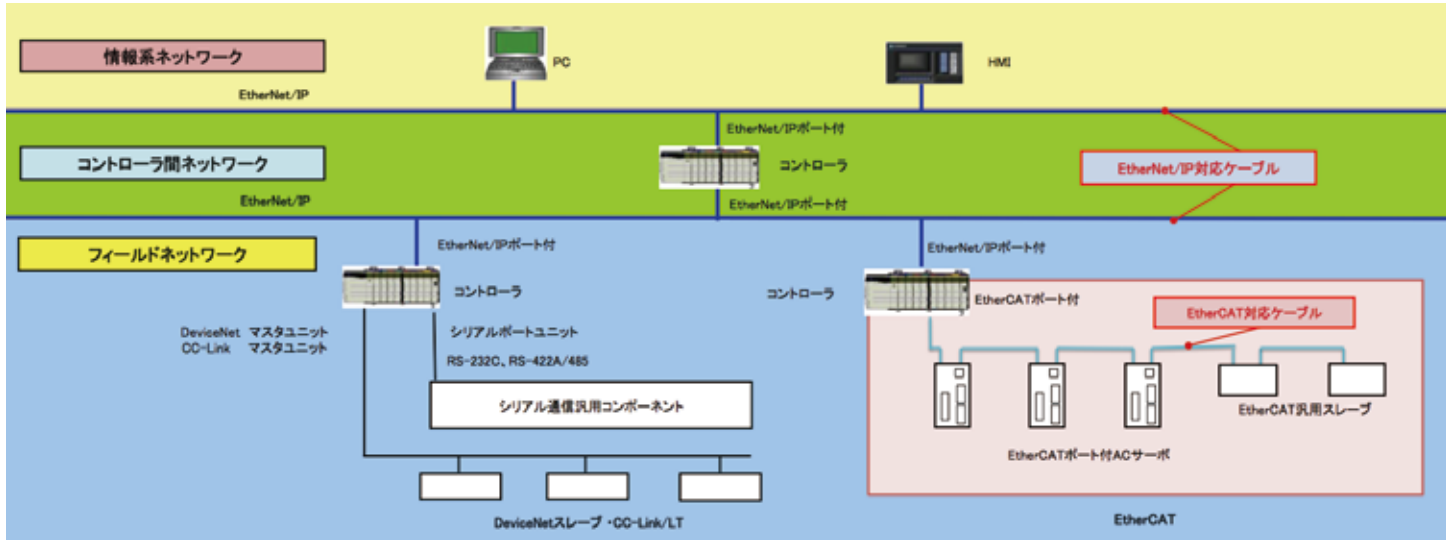 情報系ネットワーク
PC
HMI
EtherNet/IP
EtherNet/IPポート付
コントローラ間ネットワーク
コントローラ
EtherNet/IP対応ケーブル
EtherNet/IP
EtherNet/IPポート付
フィールドネットワーク
EtherNet/IPポート付
EtherNet/IPポート付
コントローラ
コントローラ
EtherCATポート付
EtherCAT対応ケーブル
DeviceNet マスタユニット
CC-Link マスタユニット
シリアルポートユニット
RS-232C、RS-422A/485
シリアル通信汎用コンポーネント
EtherCAT汎用スレーブ
EtherCATポート付ACサーボ
DeviceNetスレーブ・CC-Link/LT
EtherCAT